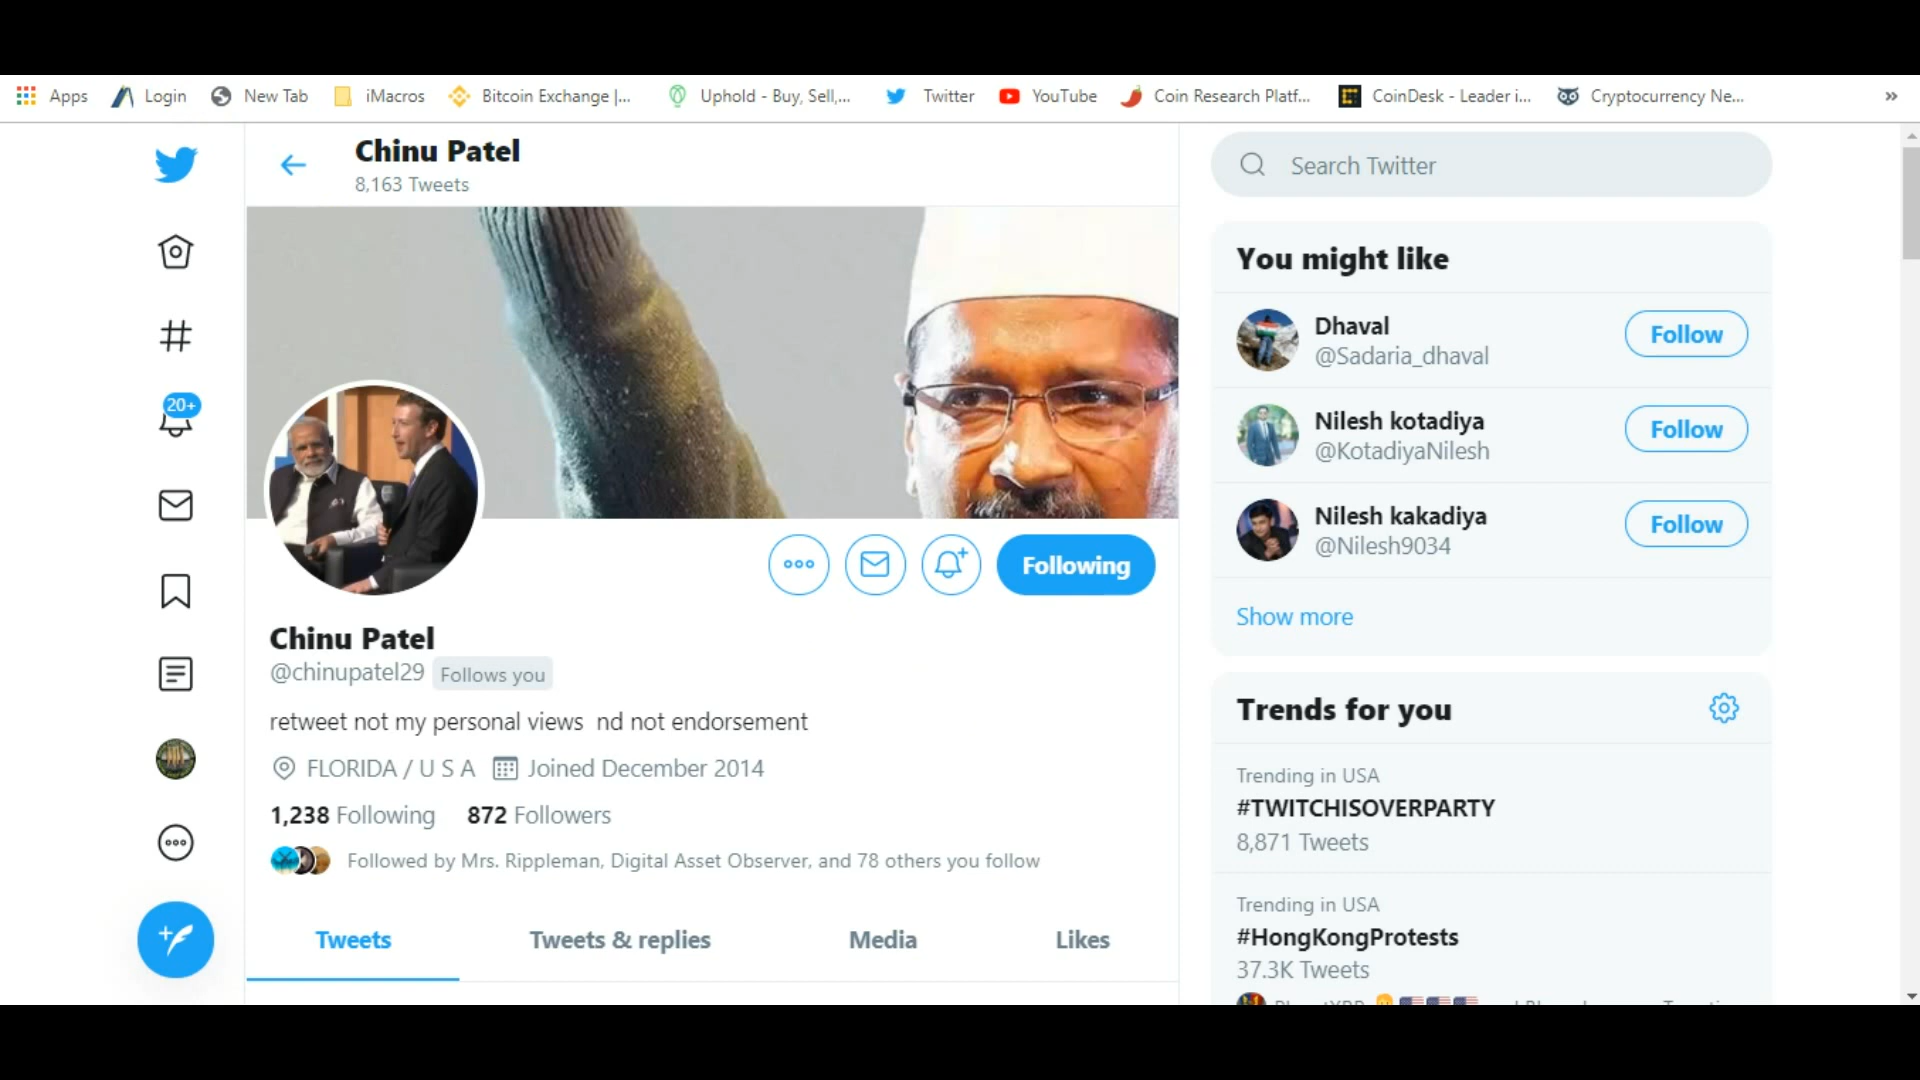 Apps Login New Tab iMacros Bitcoin Exchange |... Uphold - Buy, Sell,... Twitter YouTube Coin Research Platf... CoinDesk - Leader i... Cryptocurrency Ne... »
Chinu Patel
8,163 Tweets
20+
Following
Chinu Patel
@chinupatel29 Follows you
retweet not my personal views nd not endorsement
FLORIDA / U S A Joined December 2014
1,238 Following 872 Followers
Followed by Mrs. Rippleman, Digital Asset Observer, and 78 others you follow
Tweets Tweets & replies Media Likes
Search Twitter
You might like
Dhaval
@Sadaria_dhaval
Follow
Nilesh kotadiya
@KotadiyaNilesh
Follow
Nilesh kakadiya
@Nilesh9034
Follow
Show more
Trends for you
Trending in USA
#TWITCHISOVERPARTY
8,871 Tweets
Trending in USA
#HongKongProtests
37.3K Tweets